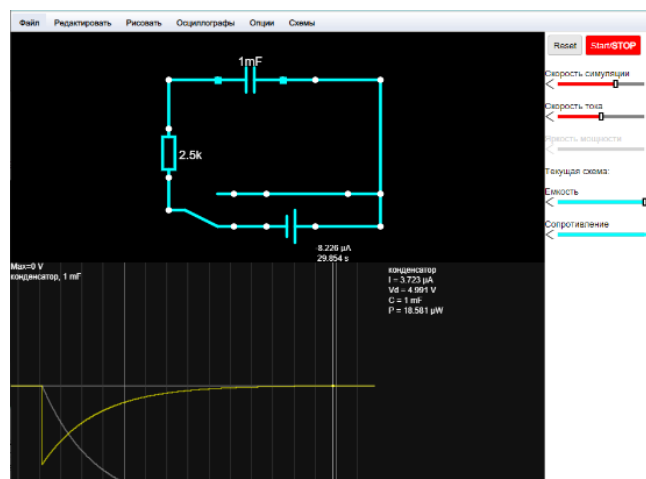 Файл Редактировать Рисовать Осциллографы Опции Схемы
Reset Start/STOP
1mF
Скорость симуляции
Скорость тока
Яркость мощности
2.5k
Текущая схема:
Емкость
Сопротивление
8.226 μA
29.854 s
Max=0 V
конденсатор, 1 mF
конденсатор
I = 3.723 μA
Vd = 4.991 V
C = 1 mF
P = 18.581 μW